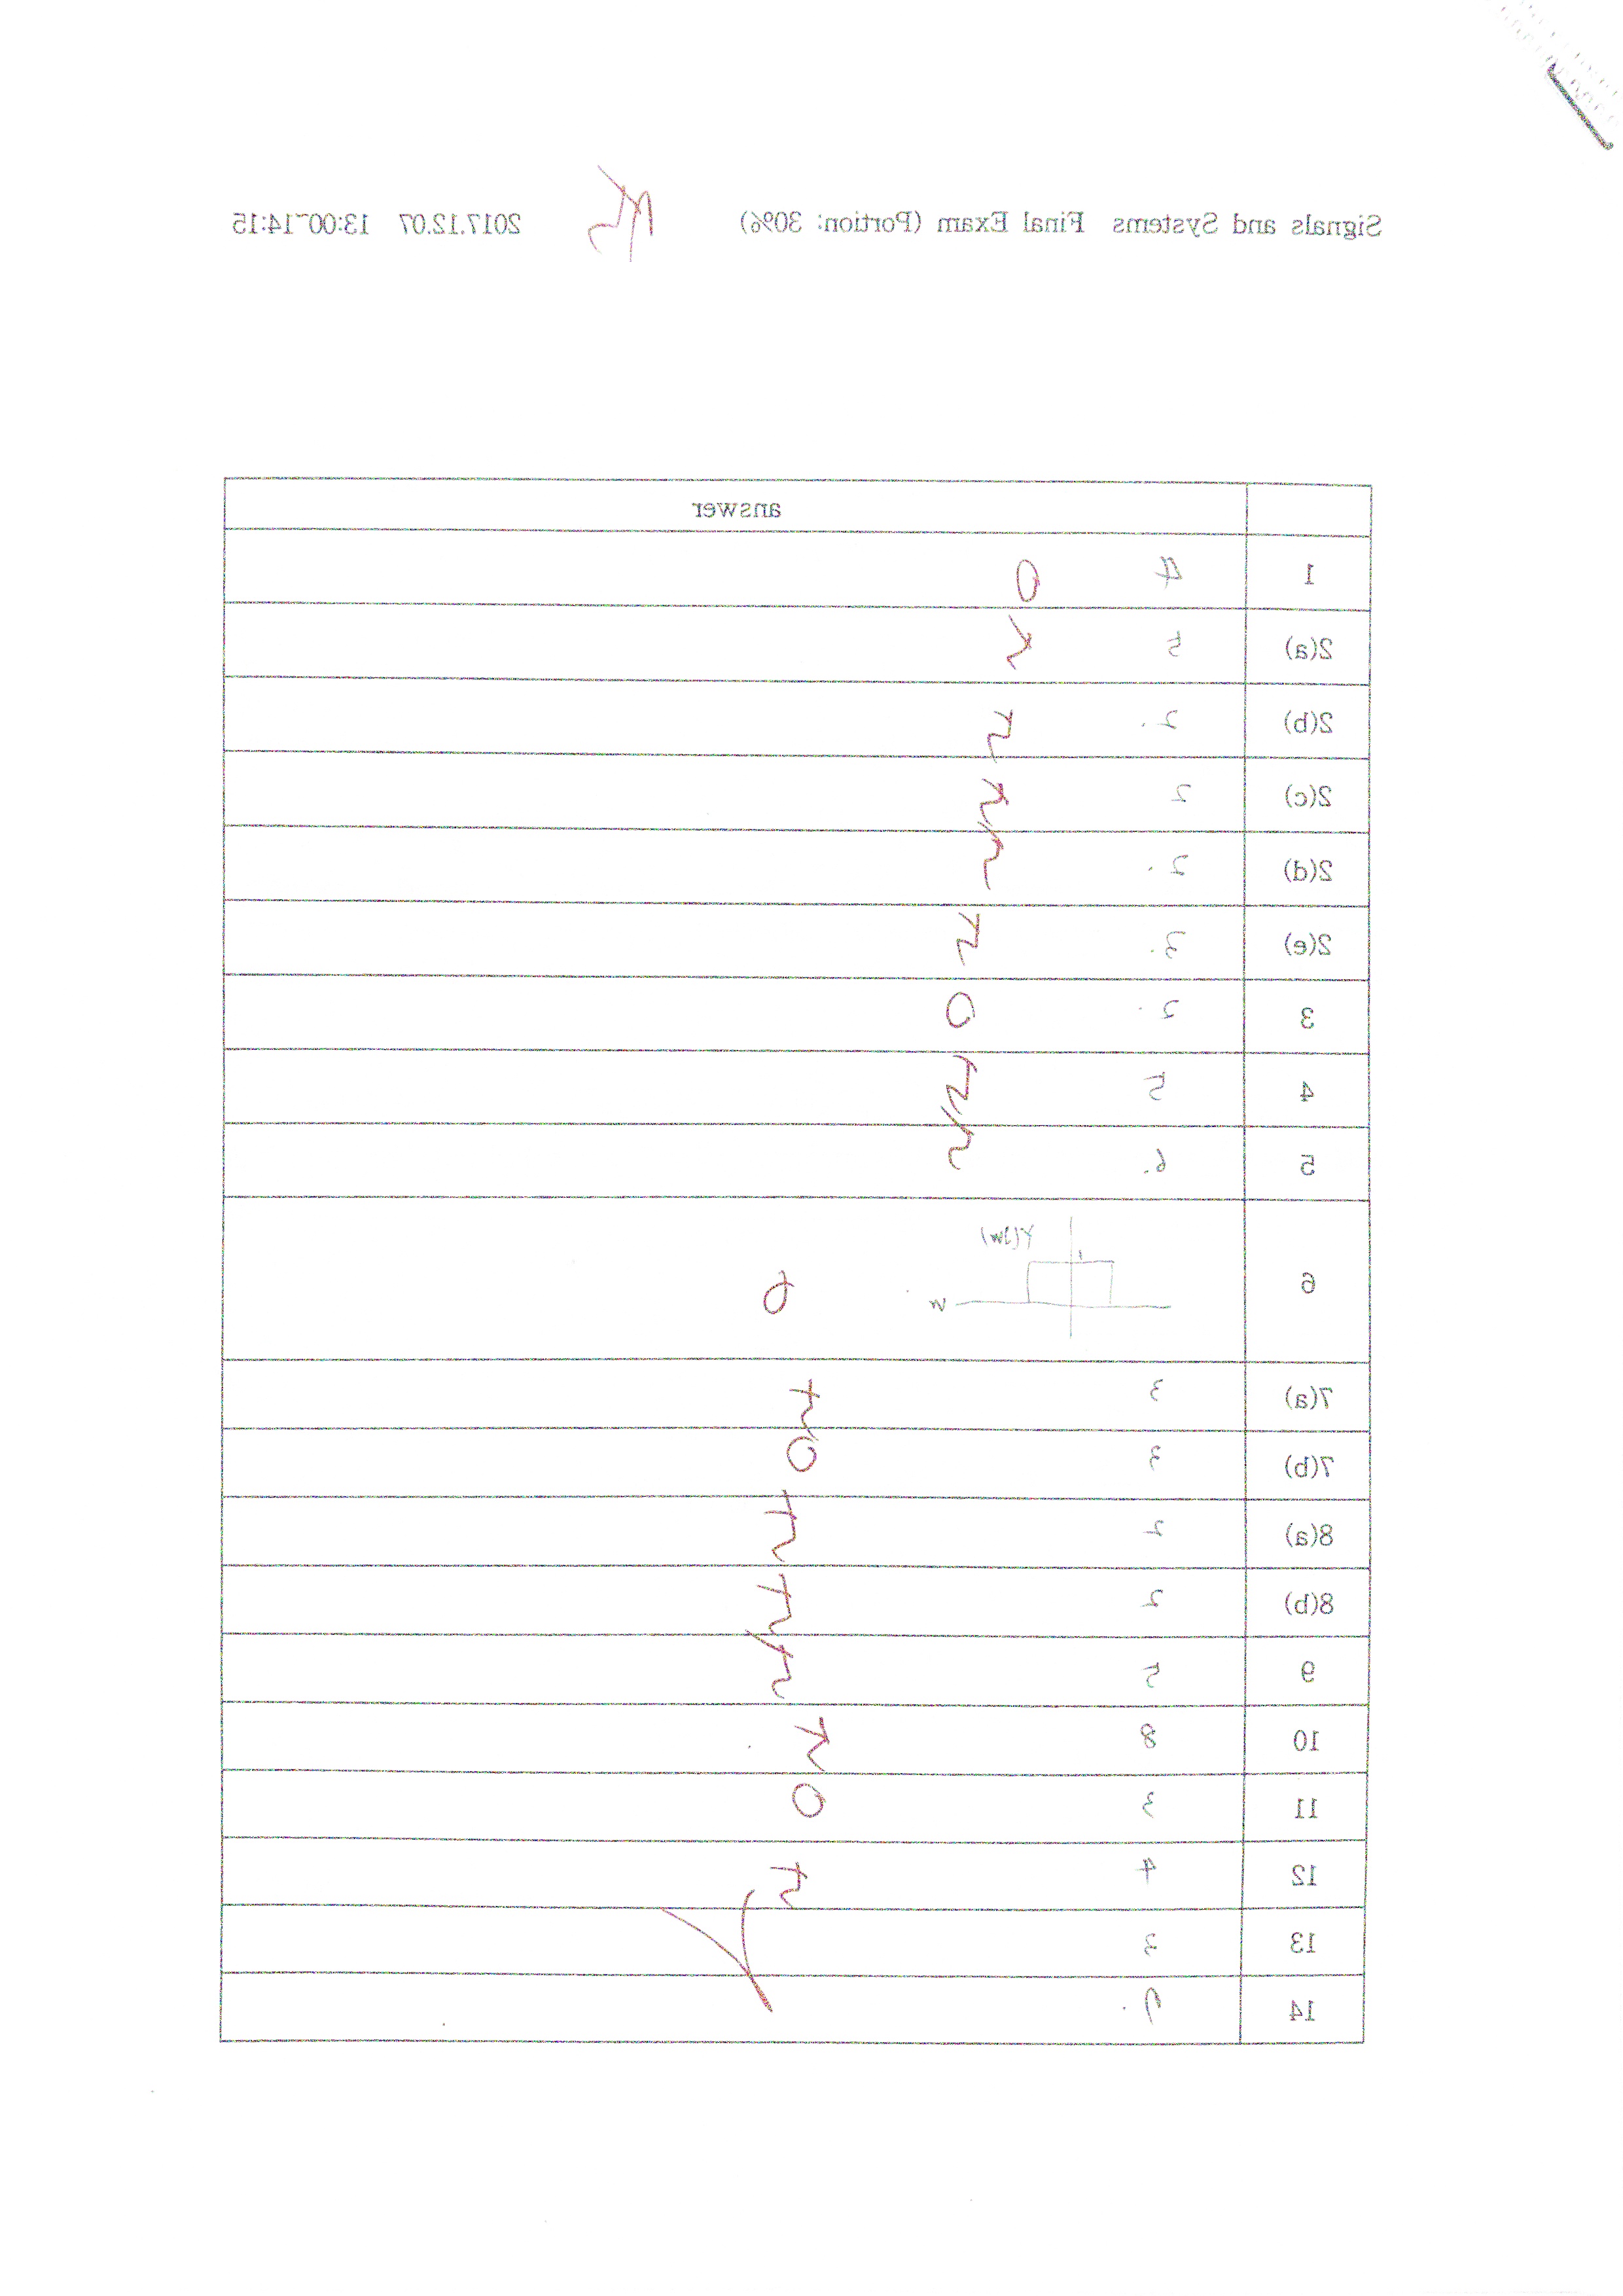 Signals and Systems Final Exam (Portion: 30%) 2017.12.07 13:00~14:15
answer
1 4
2(a) 5
2(b) 2.
2(c) 2
2(d) 2.
2(e) 3.
3 2.
4 5
5 6.
6 Y(jw) 1 w
7(a) 3
7(b) 3
8(a) 2
8(b) 2
9 5
10 8
11 3
12 4
13 3
14